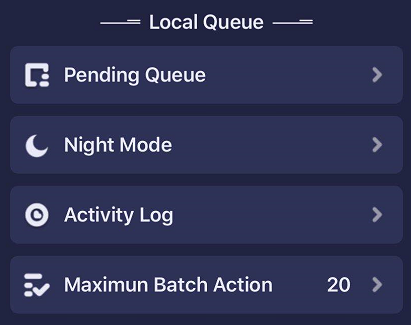 Local Queue
Pending Queue
Night Mode
Activity Log
Maximun Batch Action 20